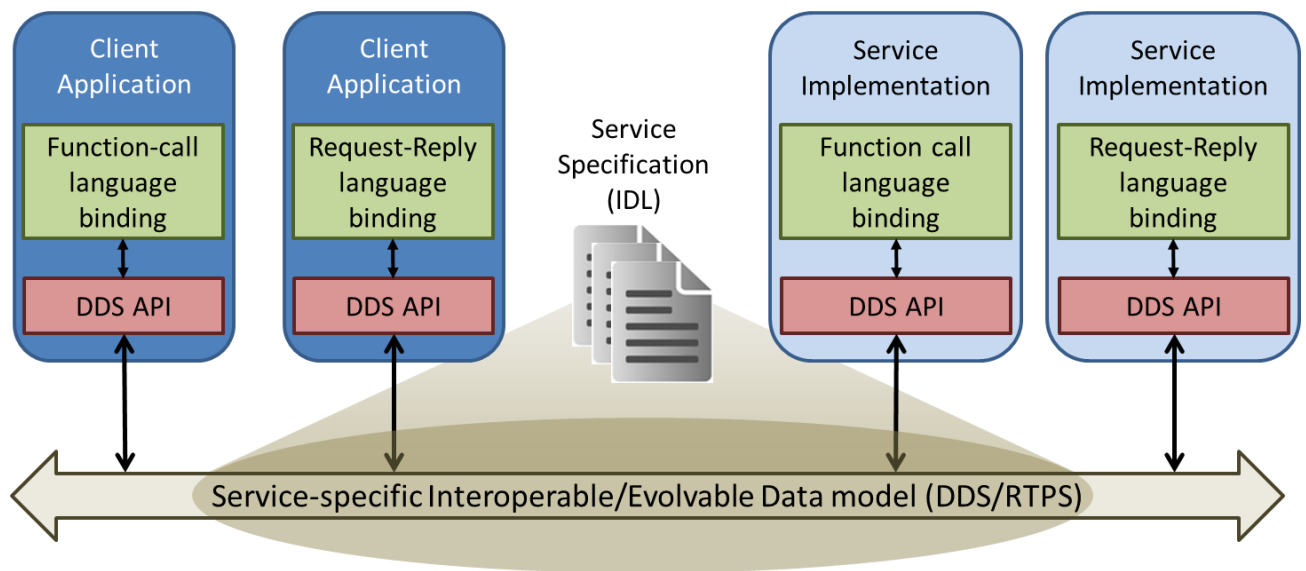 Client
Application
Function-call
language
binding
DDS API
Client
Application
Request-Reply
language
binding
DDS API
Service
Specification
(IDL)
Service
Implementation
Function call
language
binding
DDS API
Service
Implementation
Request-Reply
language
binding
DDS API
Service-specific Interoperable/Evolvable Data model (DDS/RTPS)